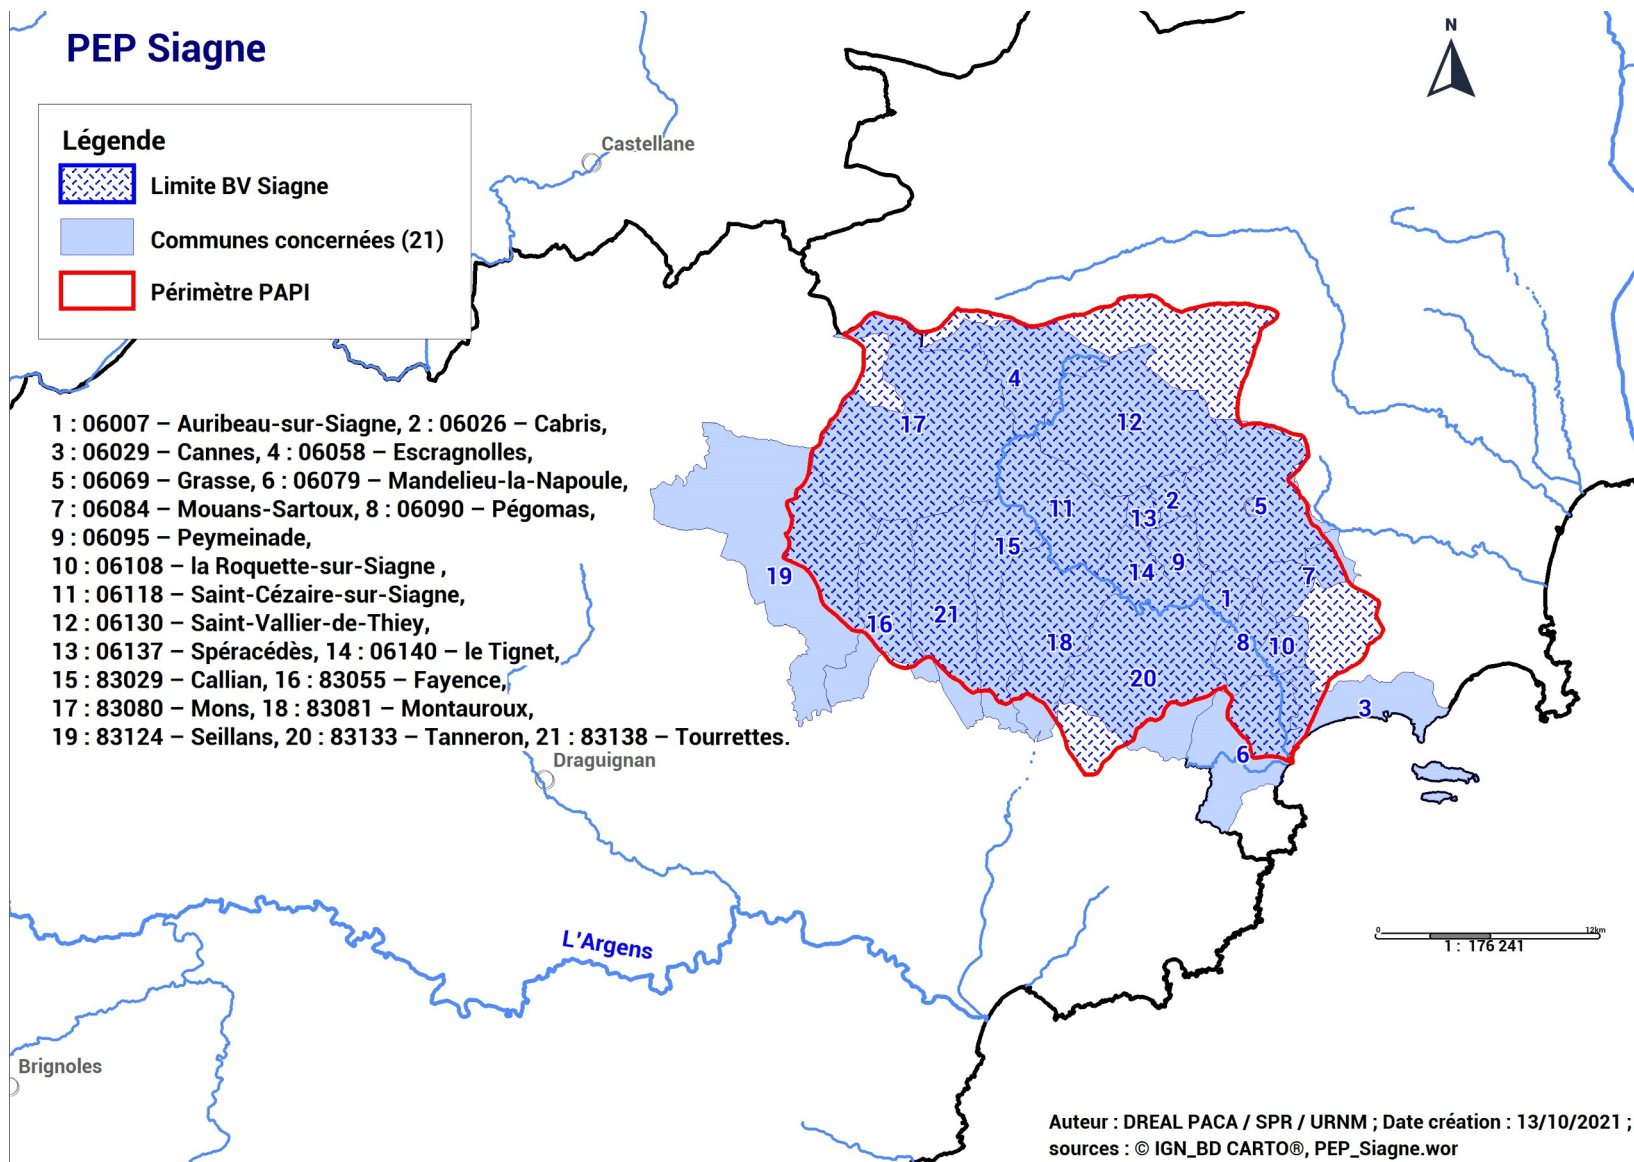 PEP Siagne
N
Légende
Limite BV Siagne
Communes concernées (21)
Périmètre PAPI
Castellane
1 : 06007 – Auribeau-sur-Siagne, 2 : 06026 – Cabris,
3 : 06029 – Cannes, 4 : 06058 – Escragnolles,
5 : 06069 – Grasse, 6 : 06079 – Mandelieu-la-Napoule,
7 : 06084 – Mouans-Sartoux, 8 : 06090 – Pégomas,
9 : 06095 – Peymeinade,
10 : 06108 – la Roquette-sur-Siagne ,
11 : 06118 – Saint-Cézaire-sur-Siagne,
12 : 06130 – Saint-Vallier-de-Thiey,
13 : 06137 – Spéracédès, 14 : 06140 – le Tignet,
15 : 83029 – Callian, 16 : 83055 – Fayence,
17 : 83080 – Mons, 18 : 83081 – Montauroux,
19 : 83124 – Seillans, 20 : 83133 – Tanneron, 21 : 83138 – Tourrettes.
4
17
12
2
11
13
5
15
9
19
14
7
1
16
21
18
8
10
20
3
6
Draguignan
L'Argens
Brignoles
0 12km
1 : 176 241
Auteur : DREAL PACA / SPR / URNM ; Date création : 13/10/2021 ;
sources : © IGN_BD CARTO®, PEP_Siagne.wor